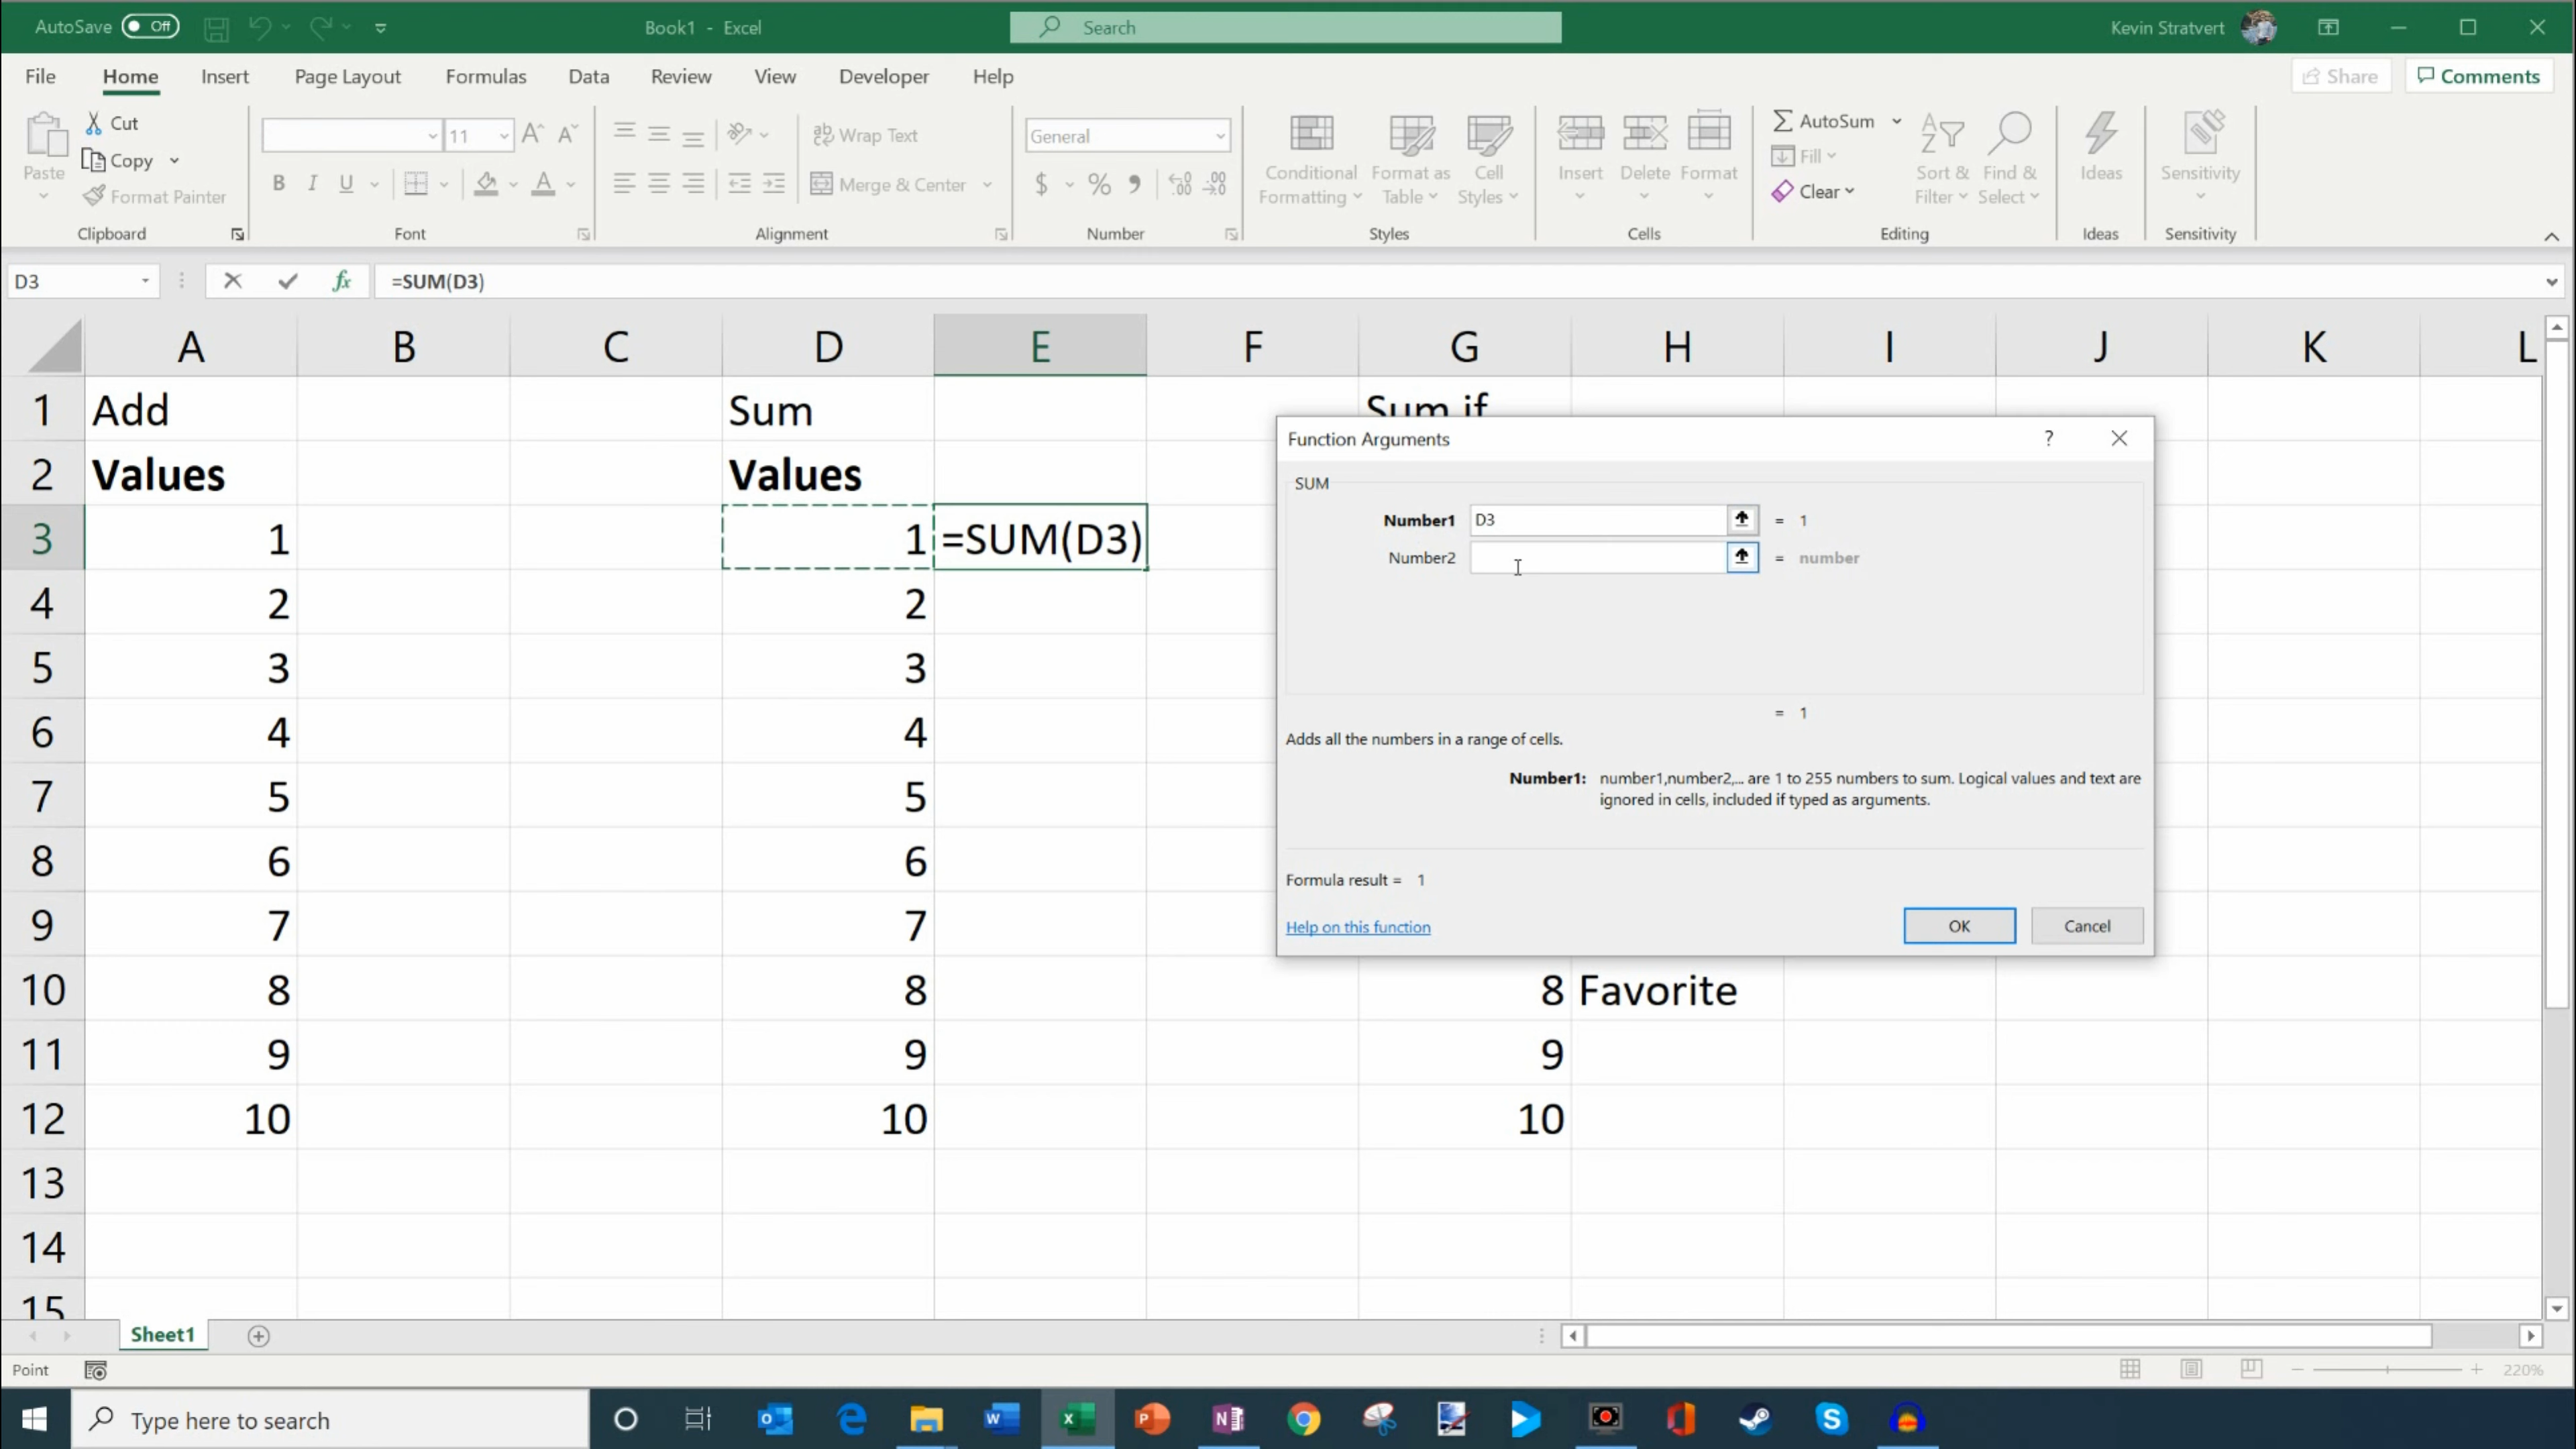 AutoSave Off Book1 - Excel Search Kevin Stratvert
File Home Insert Page Layout Formulas Data Review View Developer Help Share Comments
Paste Cut Copy Format Painter Clipboard
11 B I U A Font
Wrap Text Merge & Center Alignment
General $ % Number
Conditional Formatting Format as Table Cell Styles Styles
Insert Delete Format Cells
AutoSum Fill Clear Sort & Filter Find & Select Editing
Ideas Ideas
Sensitivity Sensitivity
D3 fx =SUM(D3)
A B C D E F G H I J K L
1 Add Sum Sum if
2 Values Values
3 1 1 =SUM(D3)
4 2 2
5 3 3
6 4 4
7 5 5
8 6 6
9 7 7
10 8 8 8 Favorite
11 9 9 9
12 10 10 10
13
14
15
Function Arguments ?
SUM
Number1 D3 = 1
Number2 = number
= 1
Adds all the numbers in a range of cells.
Number1: number1,number2,... are 1 to 255 numbers to sum. Logical values and text are
ignored in cells, included if typed as arguments.
Formula result = 1
Help on this function OK Cancel
Sheet1
Point 220%
Type here to search